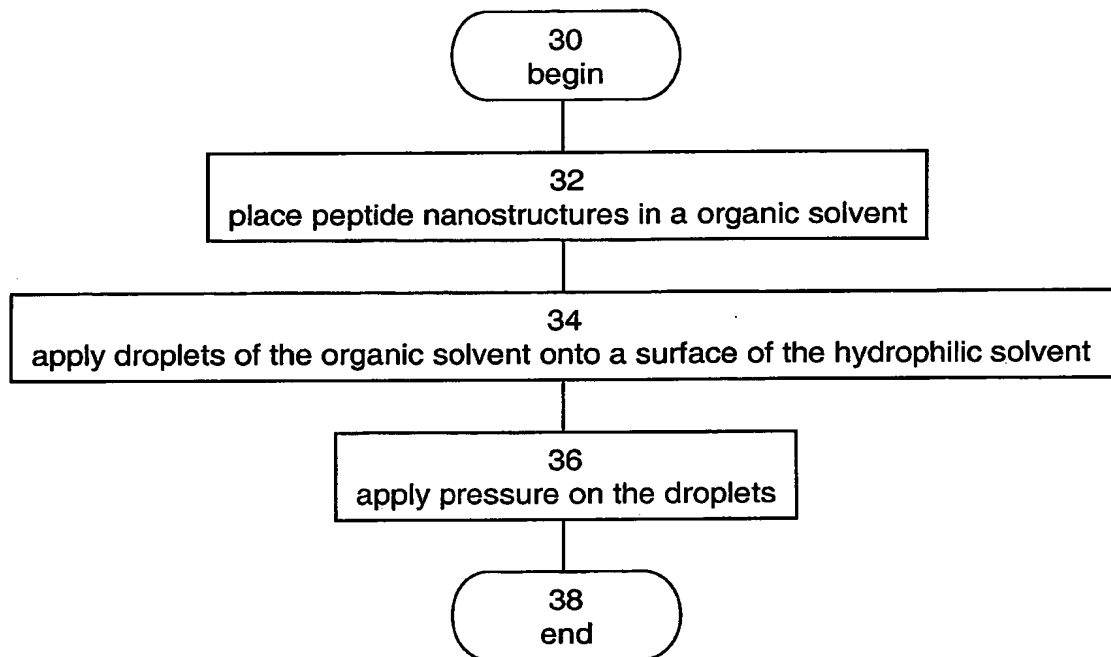 30
begin
32
place peptide nanostructures in a organic solvent
34
apply droplets of the organic solvent onto a surface of the hydrophilic solvent
36
apply pressure on the droplets
38
end